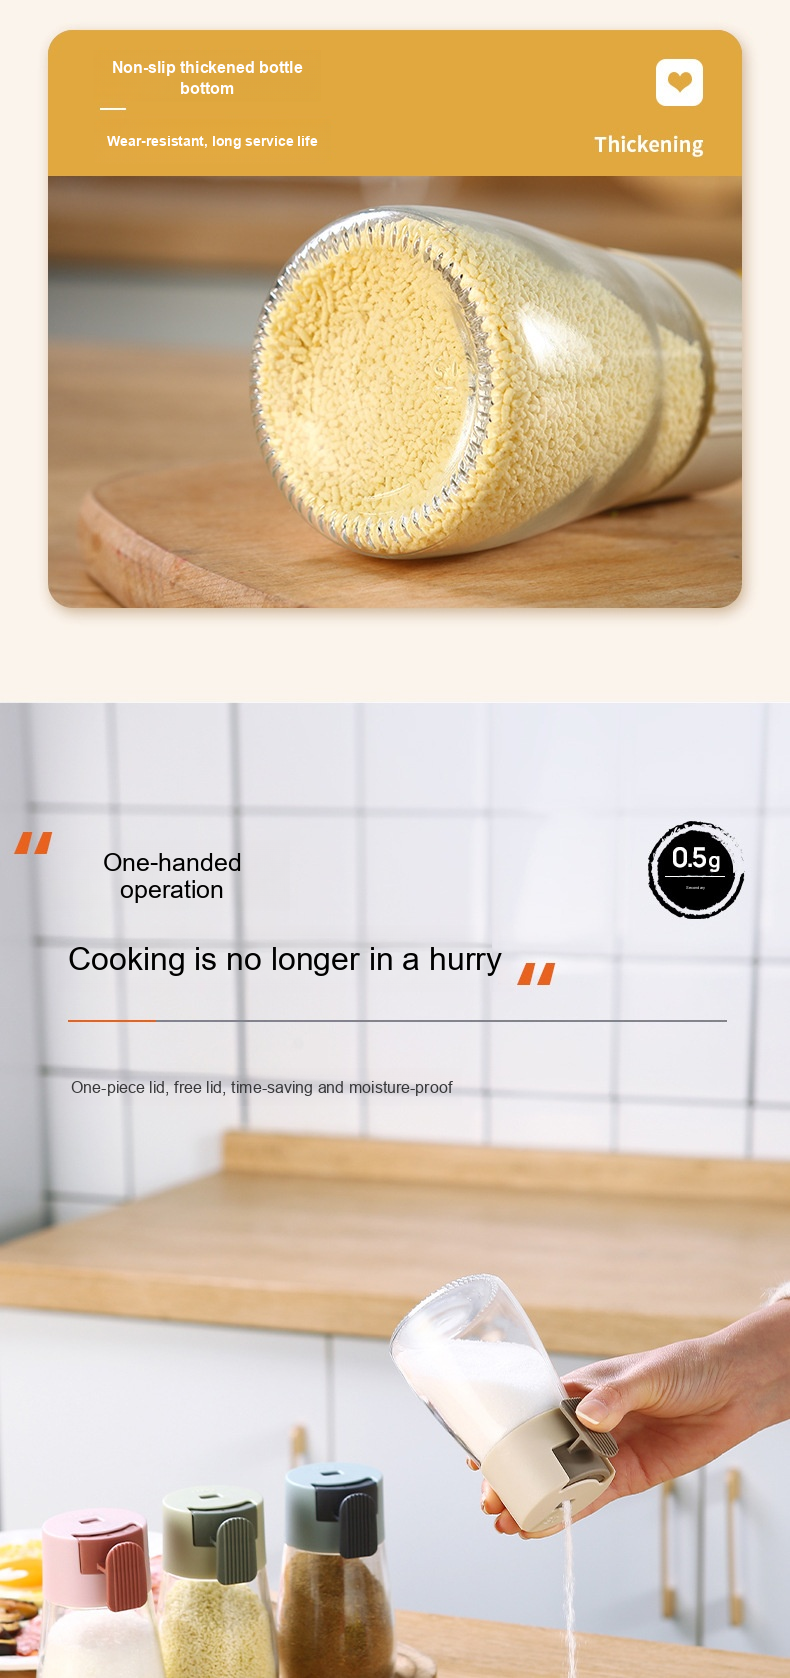 Non-slip thickened bottle
bottom
Wear-resistant, long service life
Thickening
One-handed
operation
0.5g
Secondary
Cooking is no longer in a hurry
One-piece lid, free lid, time-saving and moisture-proof